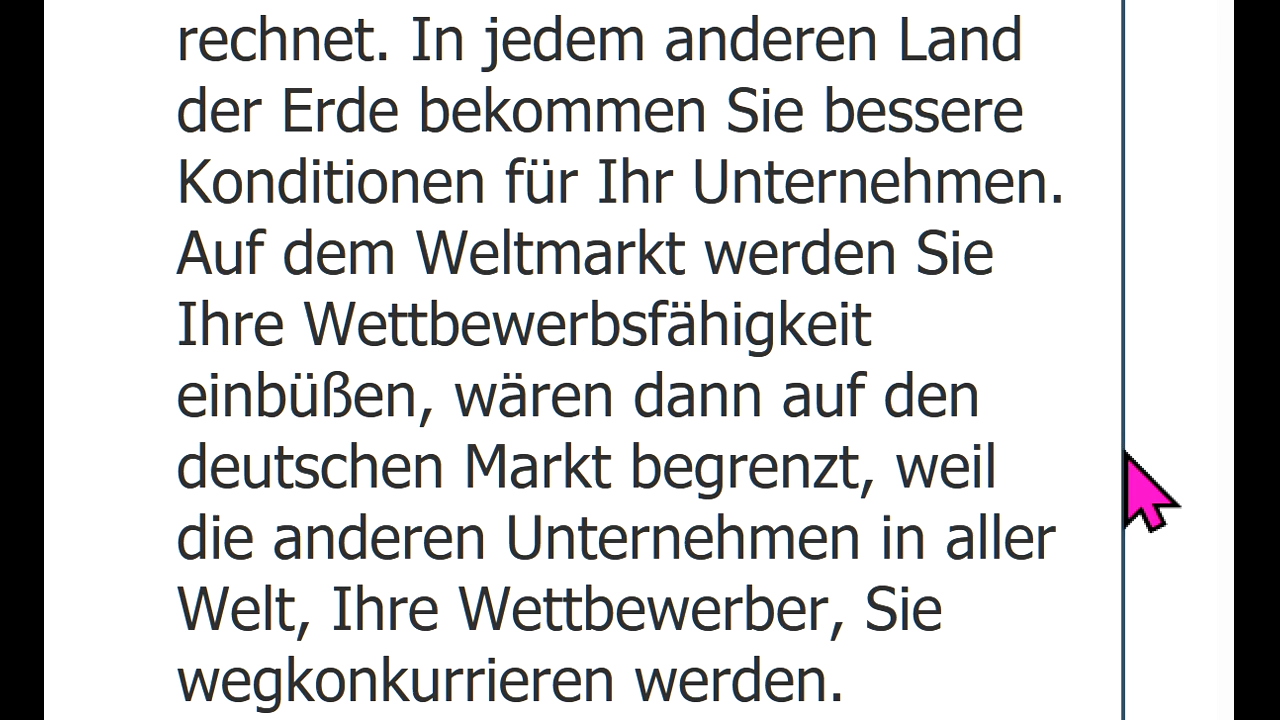 rechnet. In jedem anderen Land
der Erde bekommen Sie bessere
Konditionen für Ihr Unternehmen.
Auf dem Weltmarkt werden Sie
Ihre Wettbewerbsfähigkeit
einbüßen, wären dann auf den
deutschen Markt begrenzt, weil
die anderen Unternehmen in aller
Welt, Ihre Wettbewerber, Sie
wegkonkurrieren werden.